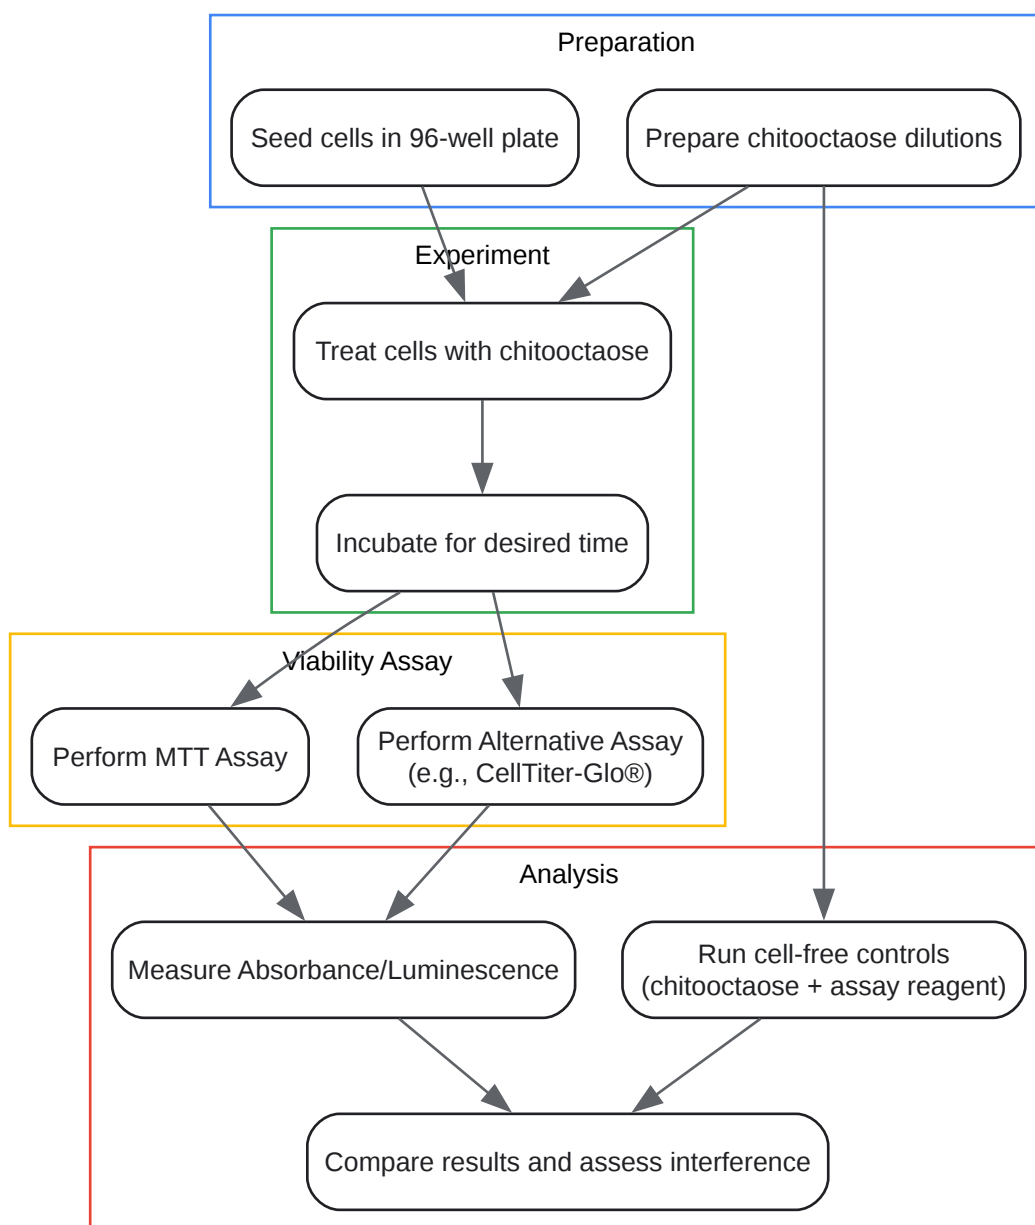 Preparation
Seed cells in 96-well plate
Prepare chitooctaose dilutions
Experiment
Treat cells with chitooctaose
Incubate for desired time
Viability Assay
Perform MTT Assay
Perform Alternative Assay
(e.g., CellTiter-Glo®)
Analysis
Measure Absorbance/Luminescence
Run cell-free controls
(chitooctaose + assay reagent)
Compare results and assess interference